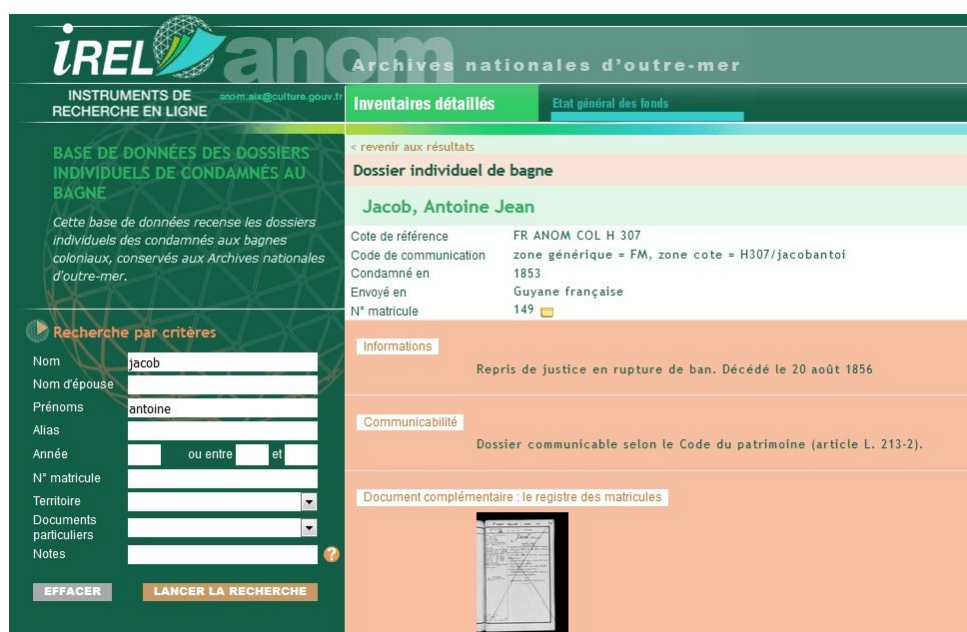 iREL
anom
Archives nationales d'outre-mer
INSTRUMENTS DE
RECHERCHE EN LIGNE
anom.aix@culture.gouv.fr
Inventaires détaillés
Etat général des fonds
BASE DE DONNÉES DES DOSSIERS
INDIVIDUELS DE CONDAMNÉS AU
BAGNE
Cette base de données recense les dossiers
individuels des condamnés aux bagnes
coloniaux, conservés aux Archives nationales
d'outre-mer.
Recherche par critères
Nom jacob
Nom d'épouse
Prénoms antoine
Alias
Année ou entre et
N° matricule
Territoire
Documents
particuliers
Notes ?
EFFACER LANCER LA RECHERCHE
< revenir aux résultats
Dossier individuel de bagne
Jacob, Antoine Jean
Cote de référence FR ANOM COL H 307
Code de communication zone générique = FM, zone cote = H307/jacobantoi
Condamné en 1853
Envoyé en Guyane française
N° matricule 149
Informations
Repris de justice en rupture de ban. Décédé le 20 août 1856
Communicabilité
Dossier communicable selon le Code du patrimoine (article L. 213-2).
Document complémentaire : le registre des matricules